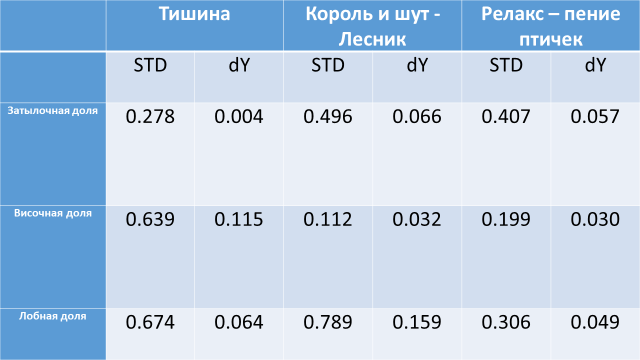 Тишина Король и шут - Релакс – пение
Лесник птичек
STD dY STD dY STD dY
Затылочная доля 0.278 0.004 0.496 0.066 0.407 0.057
Височная доля 0.639 0.115 0.112 0.032 0.199 0.030
Лобная доля 0.674 0.064 0.789 0.159 0.306 0.049